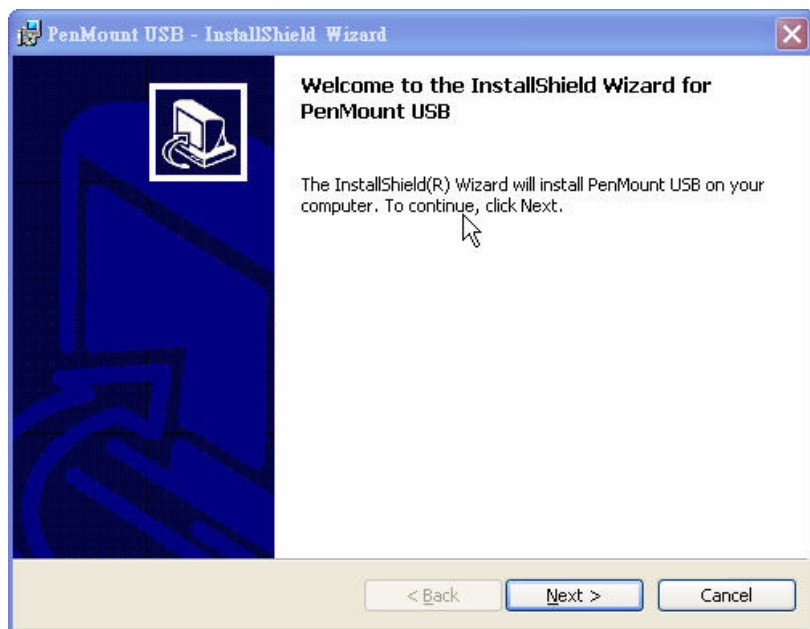 PenMount USB - InstallShield Wizard
Welcome to the InstallShield Wizard for
PenMount USB
The InstallShield(R) Wizard will install PenMount USB on your
computer. To continue, click Next.
< Back
Next >
Cancel